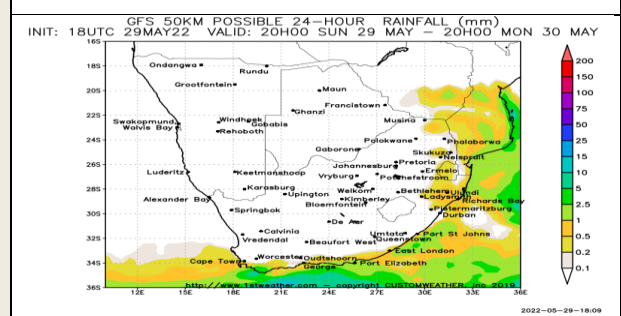 GFS 50KM POSSIBLE 24-HOUR RAINFALL (mm)
INIT: 18UTC 29MAY22 VALID: 20H00 SUN 29 MAY - 20H00 MON 30 MAY
16S
18S
20S
22S
24S
26S
28S
30S
32S
34S
36S
12E 15E 18E 21E 24E 27E 30E 33E 36E
Ondangwa
Rundu
Grootfontein
Maun
Francistown
Ghanzi
Swakopmund
Walvis Bay
Windhoek
Gobabis
Rehoboth
Musina
Polokwane
Phalaborwa
Gaborone
Skukuza
Nelspruit
Johannesburg
Pretoria
Luderitz
Keetmanshoop
Vryburg
Potchefstroom
Ermelo
Karasburg
Upington
Welkom
Kimberley
Bloemfontein
Bethlehem
Ulundi
Ladysmith
Richards Bay
Alexander Bay
Springbok
Pietermaritzburg
Durban
De Aar
Calvinia
Vredendal
Beaufort West
Umtata
Port St Johns
Queenstown
East London
Cape Town
Worcester
Oudtshoorn
George
Port Elizabeth
http://www.1stweather.com - copyright CUSTOMWEATHER, Inc 2019
200
150
100
75
50
25
15
10
5
2.5
1
0.5
0.2
0.1
2022-05-29-18:09